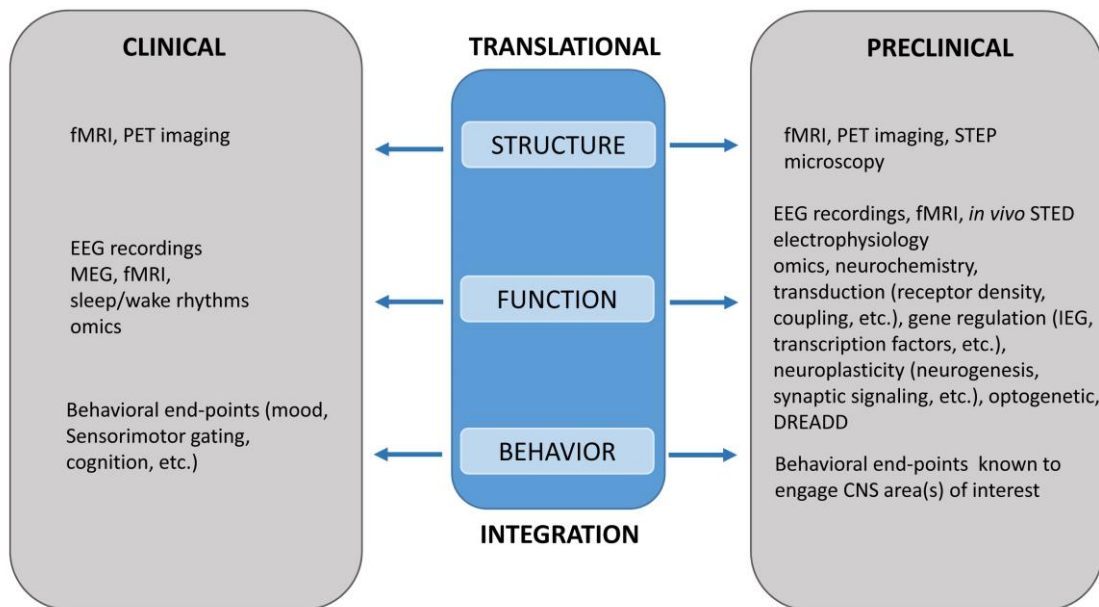 CLINICAL
fMRI, PET imaging
EEG recordings
MEG, fMRI,
sleep/wake rhythms
omics
Behavioral end-points (mood,
Sensorimotor gating,
cognition, etc.)
TRANSLATIONAL
STRUCTURE
FUNCTION
BEHAVIOR
INTEGRATION
PRECLINICAL
fMRI, PET imaging, STEP
microscopy
EEG recordings, fMRI, in vivo STED
electrophysiology
omics, neurochemistry,
transduction (receptor density,
coupling, etc.), gene regulation (IEG,
transcription factors, etc.),
neuroplasticity (neurogenesis,
synaptic signaling, etc.), optogenetic,
DREADD
Behavioral end-points known to
engage CNS area(s) of interest